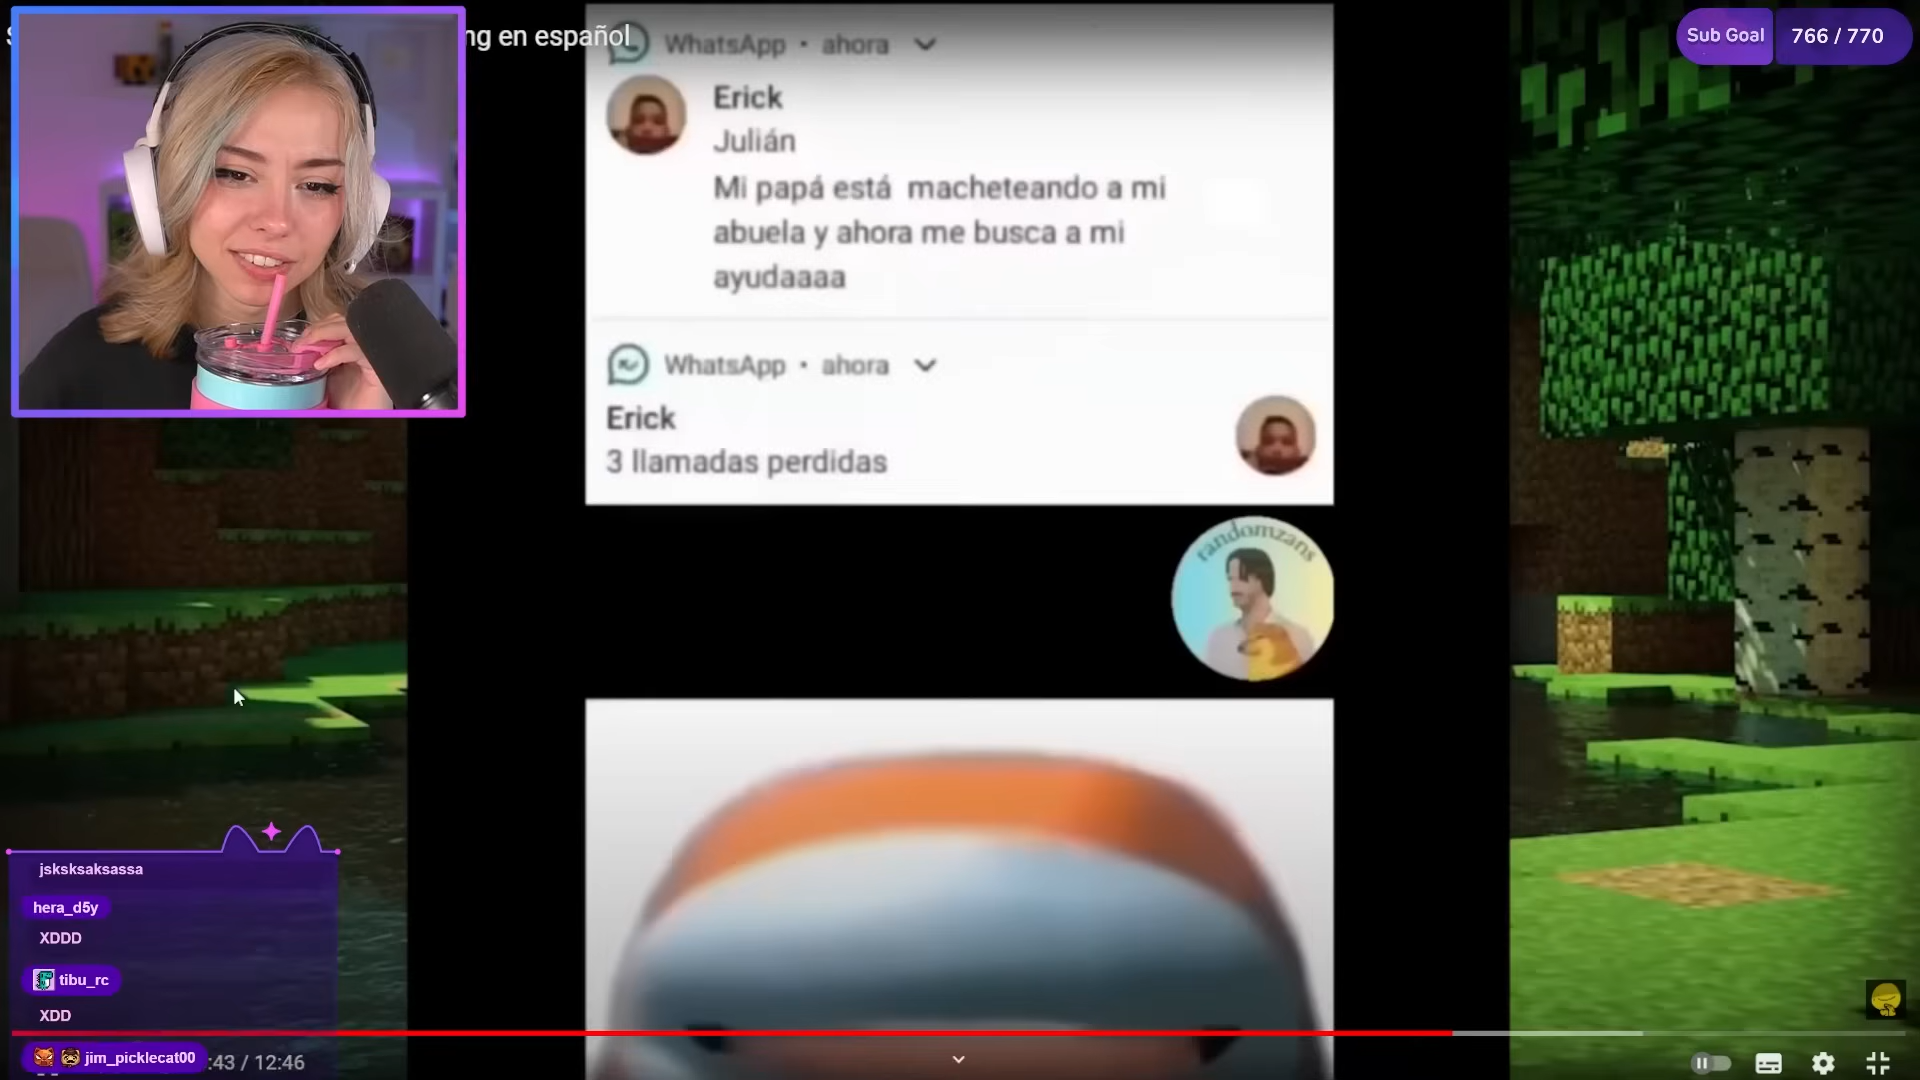 ng en español
Sub Goal
766 / 770
WhatsApp • ahora
Erick
Julián
Mi papá está macheteando a mi
abuela y ahora me busca a mi
ayudaaaa
WhatsApp • ahora
Erick
3 llamadas perdidas
randomzans
jsksksaksassa
hera_d5y
XDDD
tibu_rc
XDD
jim_picklecat00
:43 / 12:46